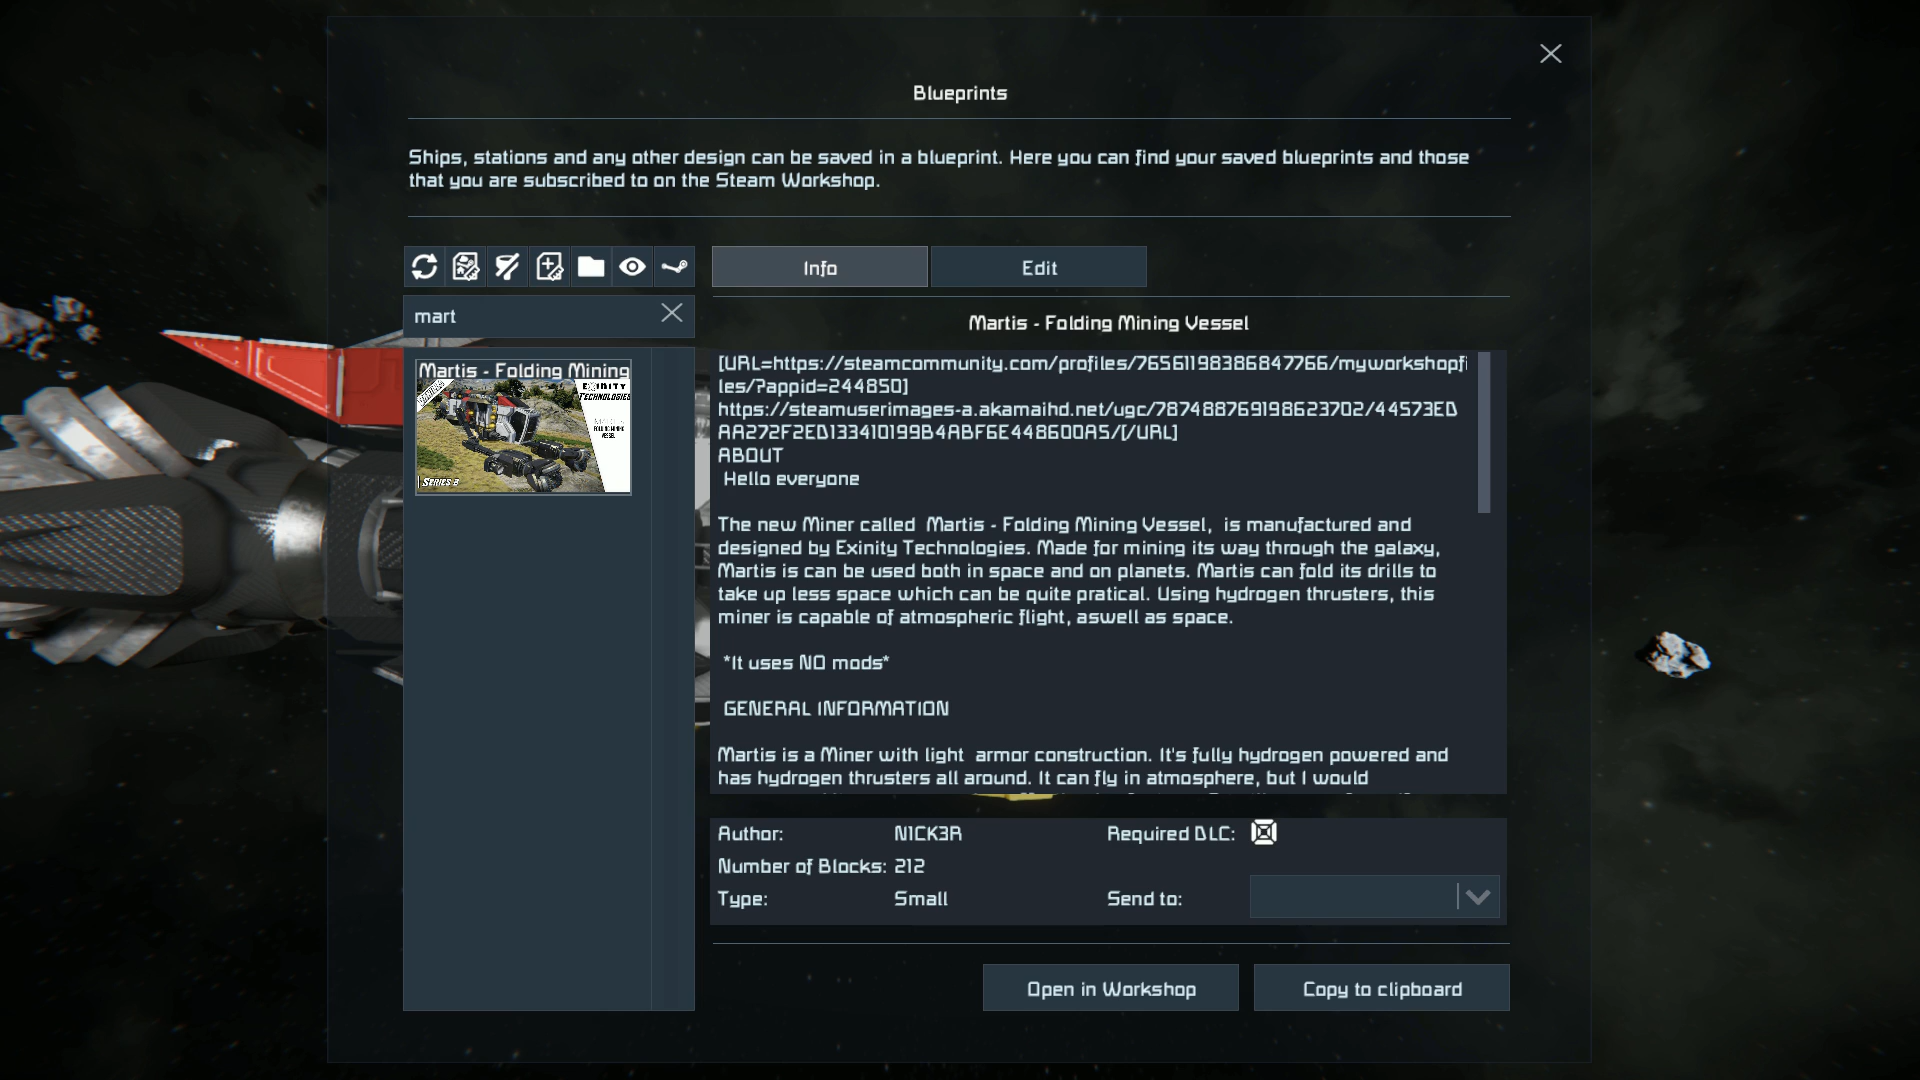 Blueprints
Ships, stations and any other design can be saved in a blueprint. Here you can find your saved blueprints and those
that you are subscribed to on the Steam Workshop.
Info
Edit
mart
Martis - Folding Mining Vessel
Martis - Folding Mining
EXINITY
TECHNOLOGIES
FOLDING MINING
VESSEL
SERIES B
[URL=https://steamcommunity.com/profiles/76561198386847766/myworkshopfi
les/?appid=244850]
https://steamuserimages-a.akamaihd.net/ugc/787488769198623702/44573ED
AA272F2ED133410199B4ABF6E448600A5/[/URL]
ABOUT
Hello everyone
The new Miner called Martis - Folding Mining Vessel, is manufactured and
designed by Exinity Technologies. Made for mining its way through the galaxy,
Martis is can be used both in space and on planets. Martis can fold its drills to
take up less space which can be quite pratical. Using hydrogen thrusters, this
miner is capable of atmospheric flight, aswell as space.
*It uses NO mods*
GENERAL INFORMATION
Martis is a Miner with light armor construction. It's fully hydrogen powered and
has hydrogen thrusters all around. It can fly in atmosphere, but I would
Author: N1CK3R Required DLC:
Number of Blocks: 212
Type: Small Send to:
Open in Workshop
Copy to clipboard